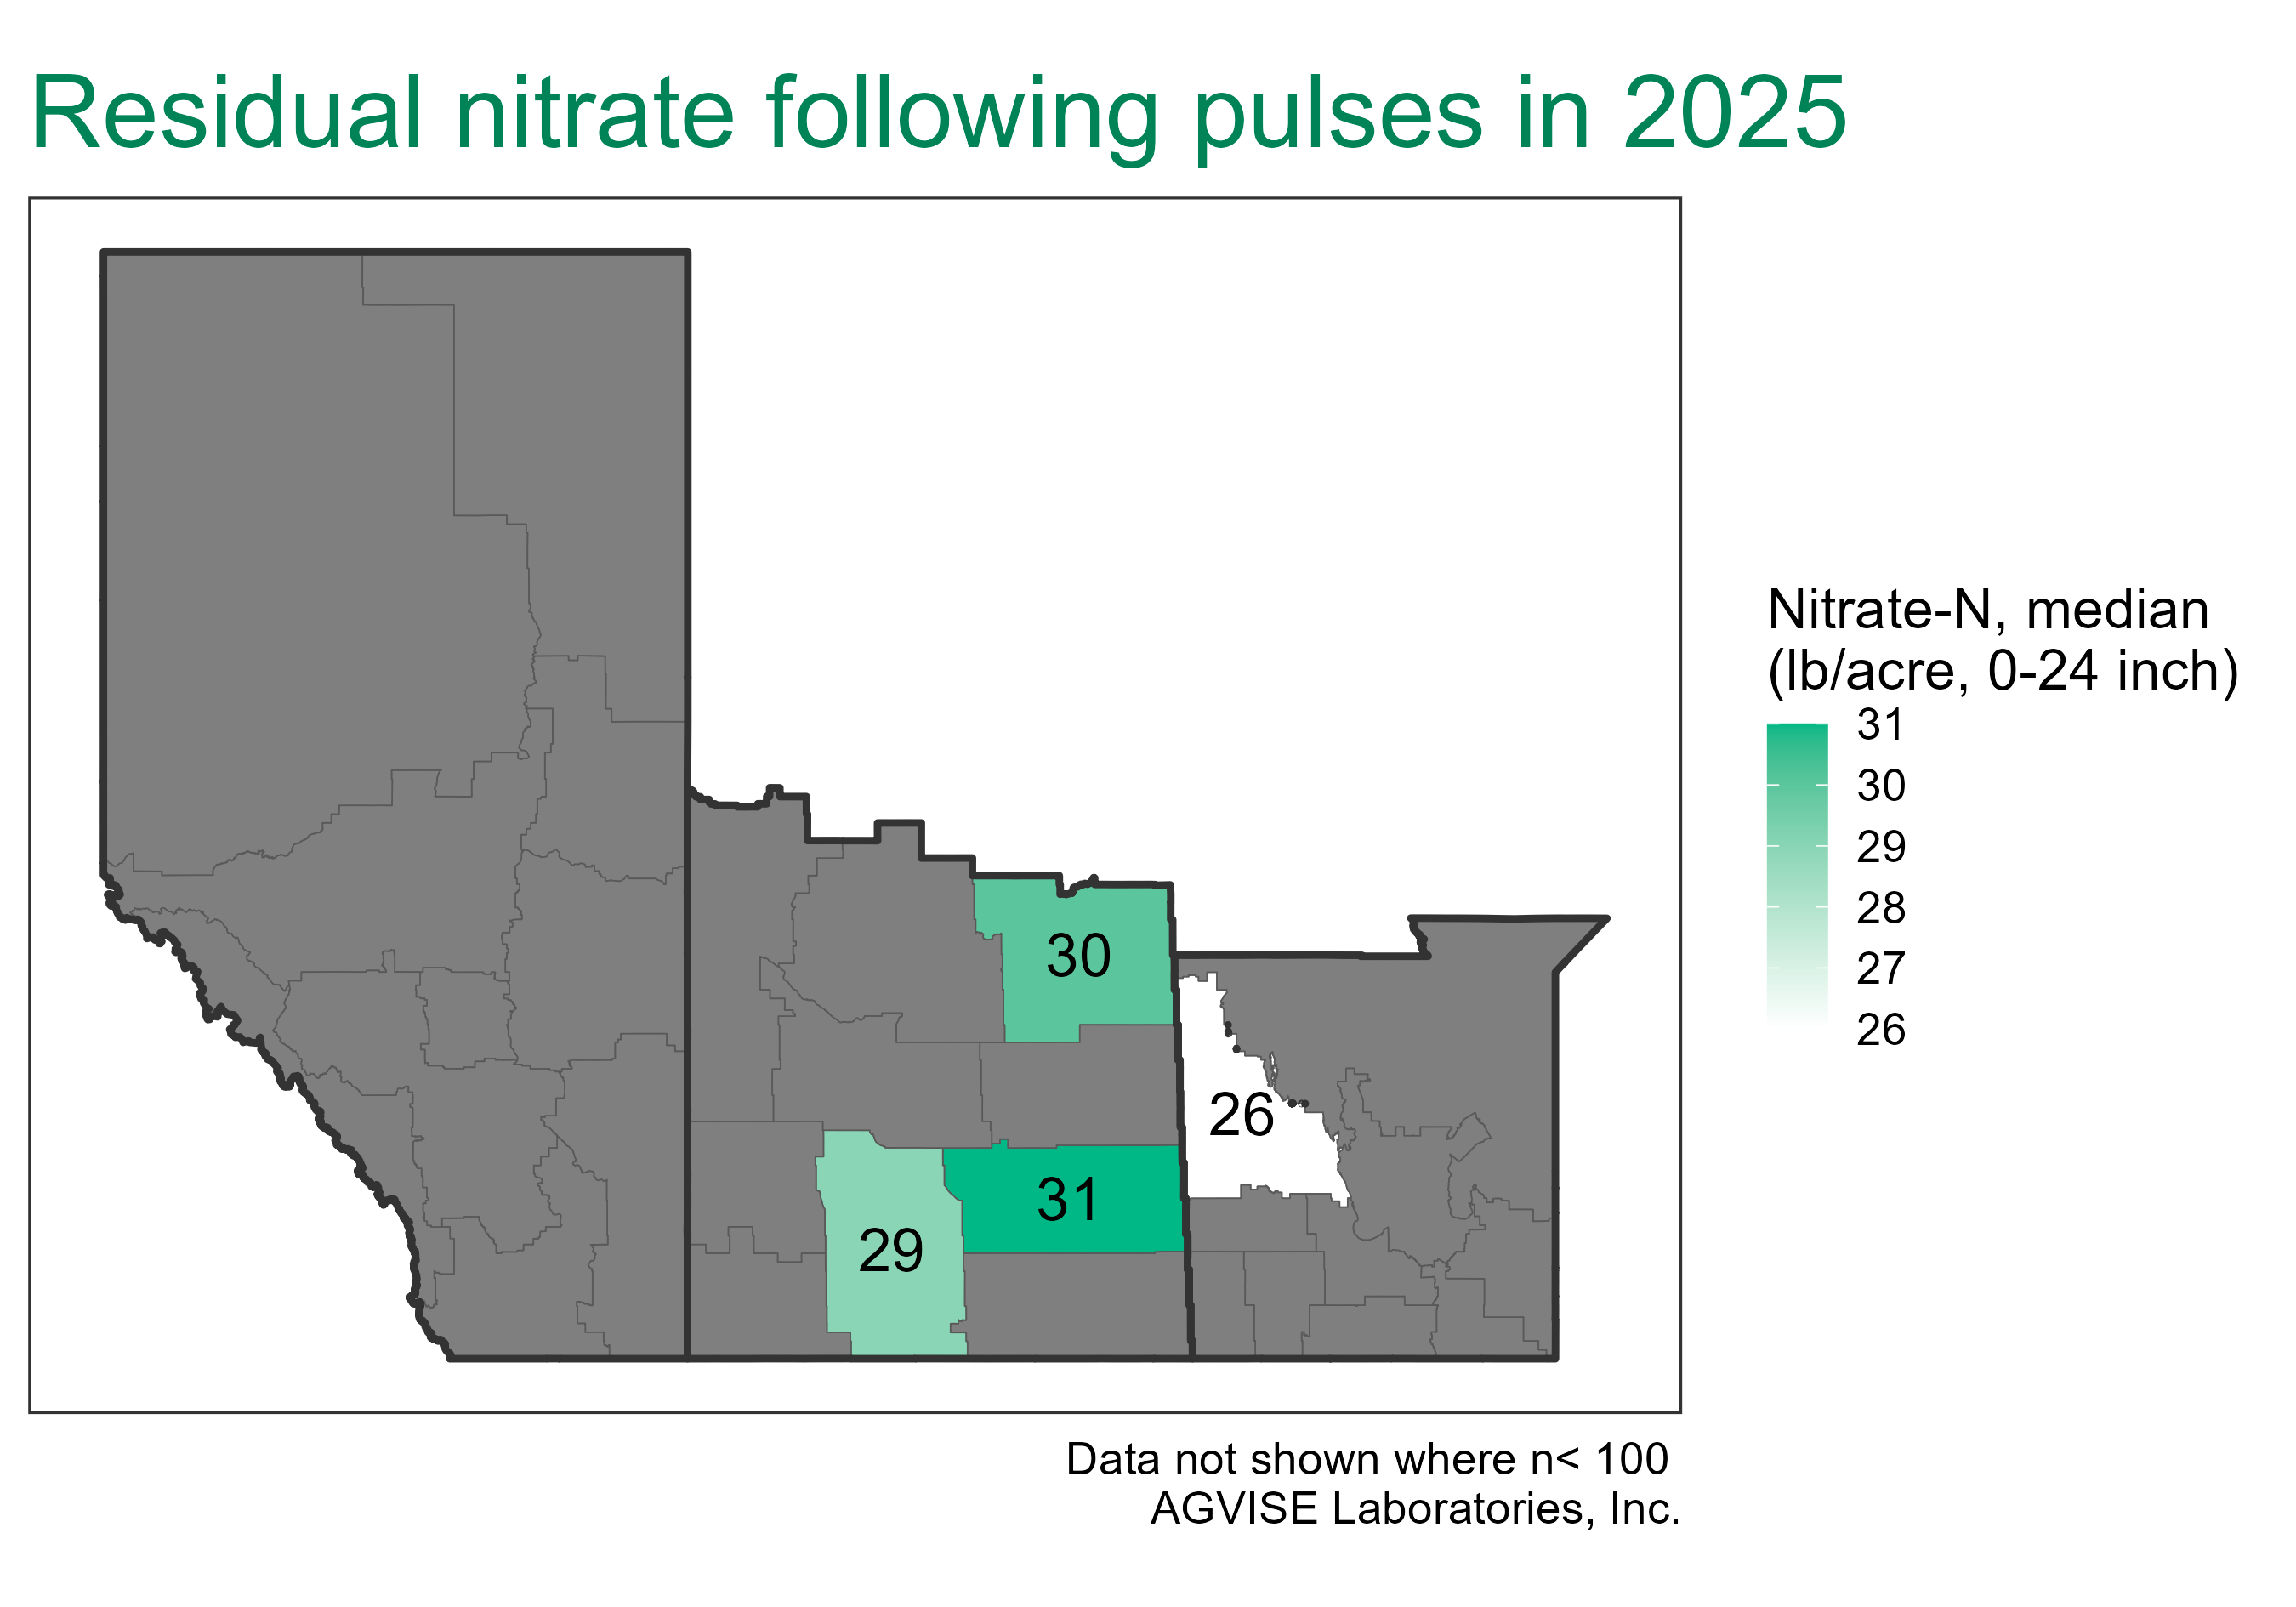 Residual nitrate following pulses in 2025
Nitrate-N, median
(lb/acre, 0-24 inch)
31
30
29
28
27
26
30
26
31
29
Data not shown where n< 100
AGVISE Laboratories, Inc.